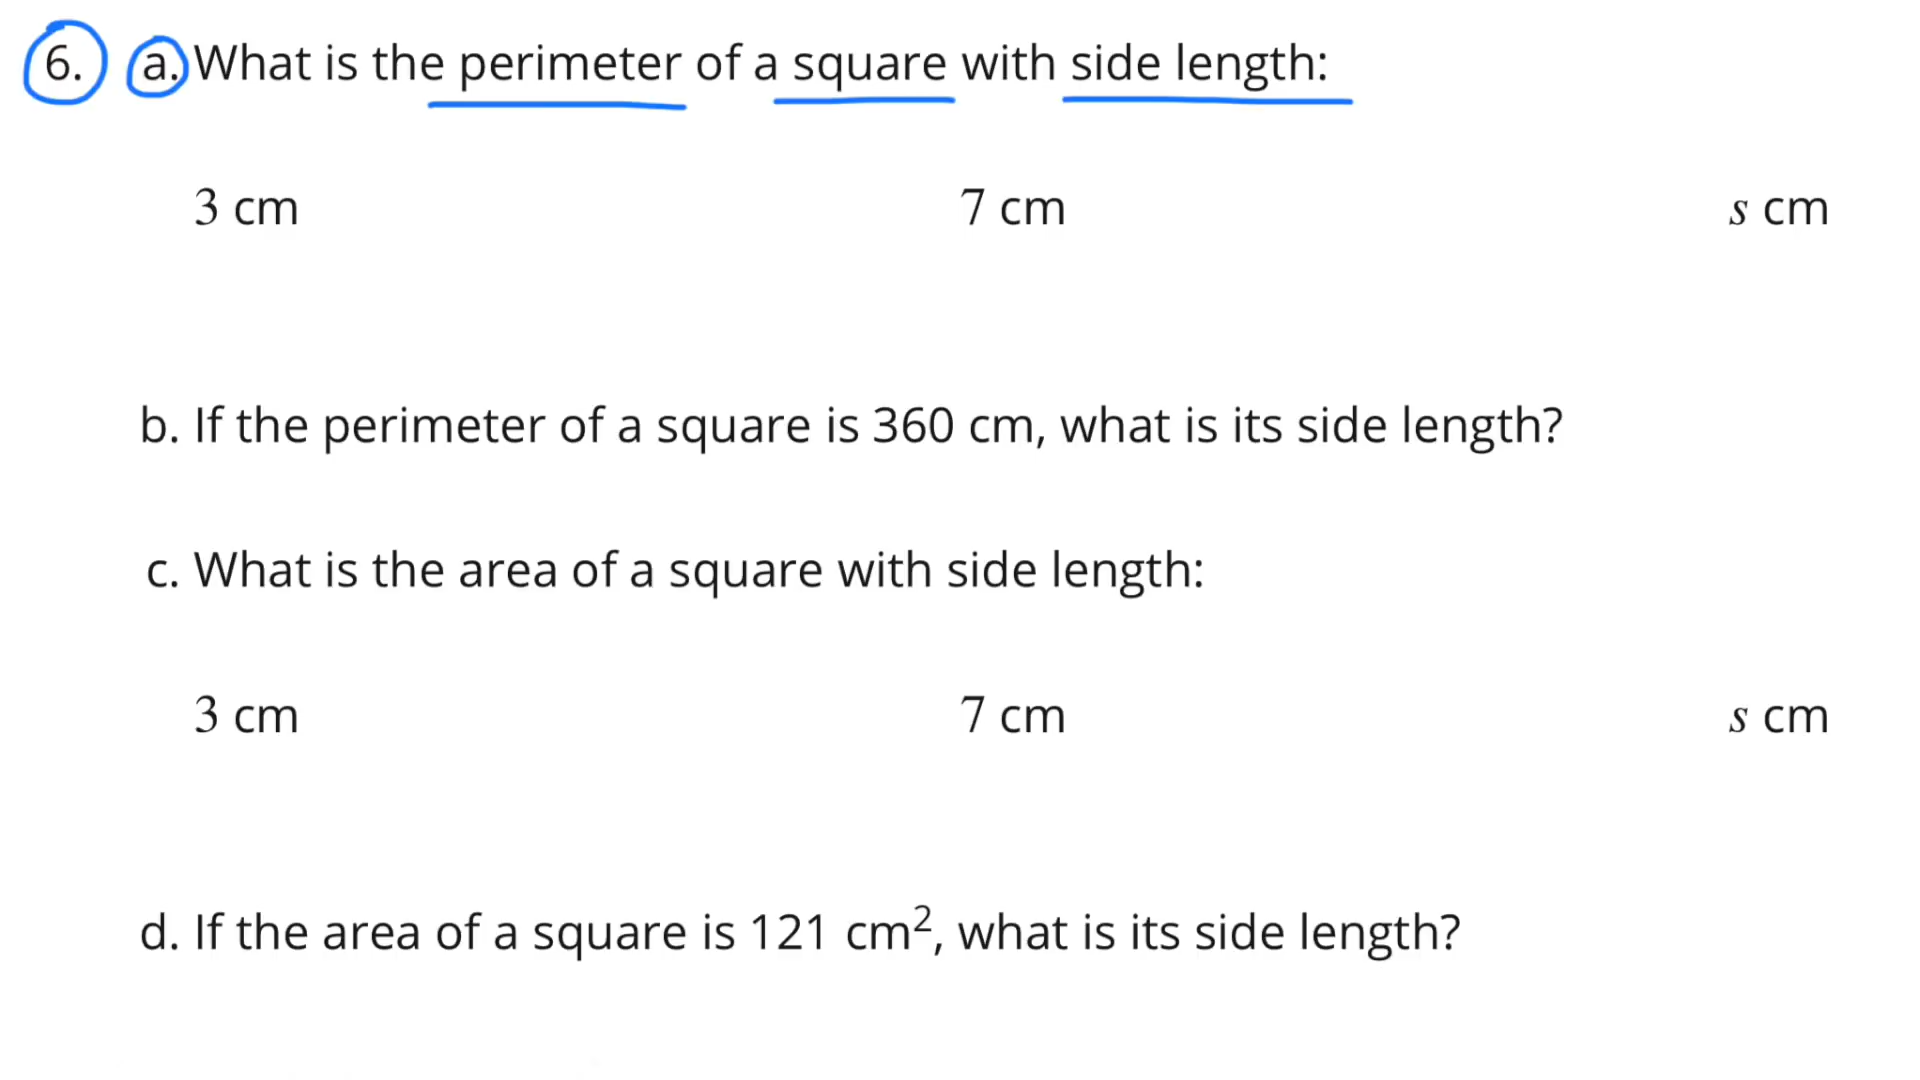 6. a. What is the perimeter of a square with side length:
3 cm 7 cm s cm
b. If the perimeter of a square is 360 cm, what is its side length?
c. What is the area of a square with side length:
3 cm 7 cm s cm
d. If the area of a square is 121 cm², what is its side length?